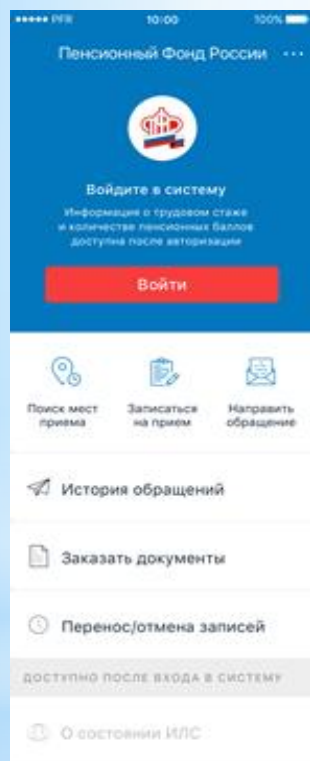 PFR 10:00 100%
Пенсионный Фонд России ...
Войдите в систему
Информация о трудовом стаже
и количестве пенсионных баллов
доступна после авторизации
Войти
Поиск мест
приема
Записаться
на прием
Направить
обращение
История обращений
Заказать документы
Перенос/отмена записей
ДОСТУПНО ПОСЛЕ ВХОДА В СИСТЕМУ
О состоянии ИЛС